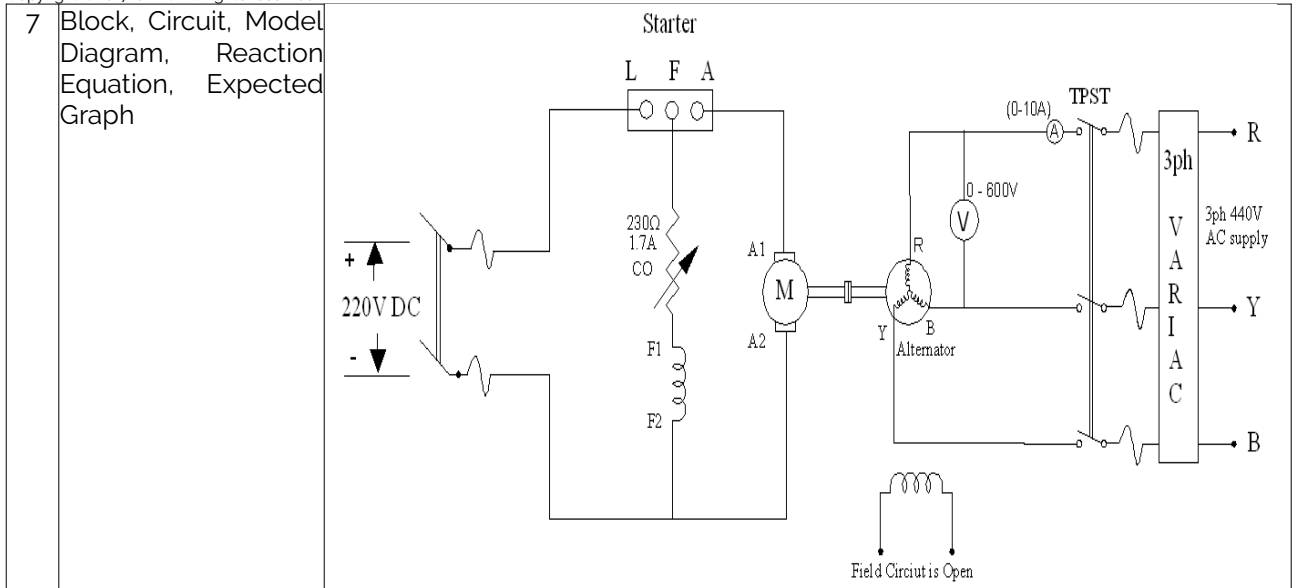 7
Block, Circuit, Model
Diagram, Reaction
Equation, Expected
Graph
Starter
L F A
230Ω
1.7A
CO
+
220V DC
-
F1
F2
A1
M
A2
R
Y
B
Alternator
0 - 600V
V
(0-10A)
A
TPST
3ph
V
A
R
I
A
C
R
3ph 440V
AC supply
Y
B
Field Circiut is Open